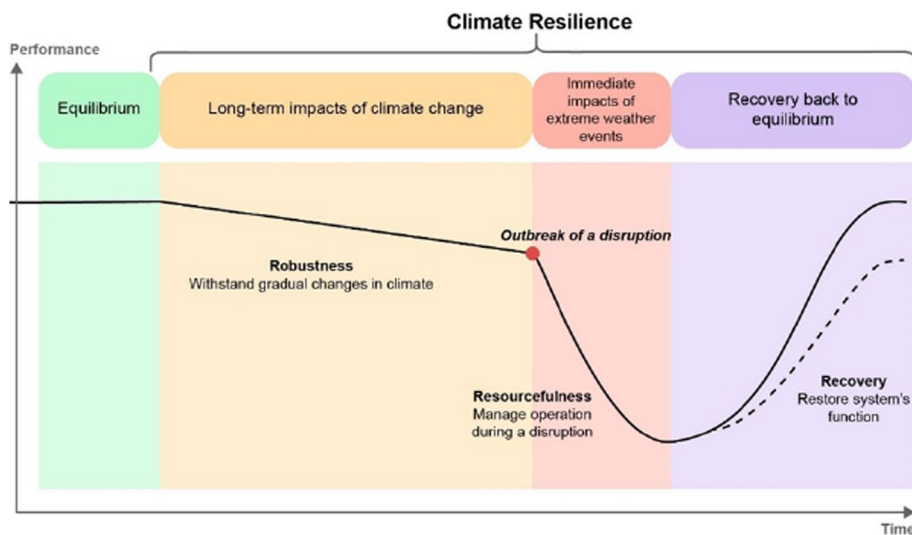 Climate Resilience
Performance
Equilibrium
Long-term impacts of climate change
Immediate
impacts of
extreme weather
events
Recovery back to
equilibrium
Outbreak of a disruption
Robustness
Withstand gradual changes in climate
Resourcefulness
Manage operation
during a disruption
Recovery
Restore system's
function
Time